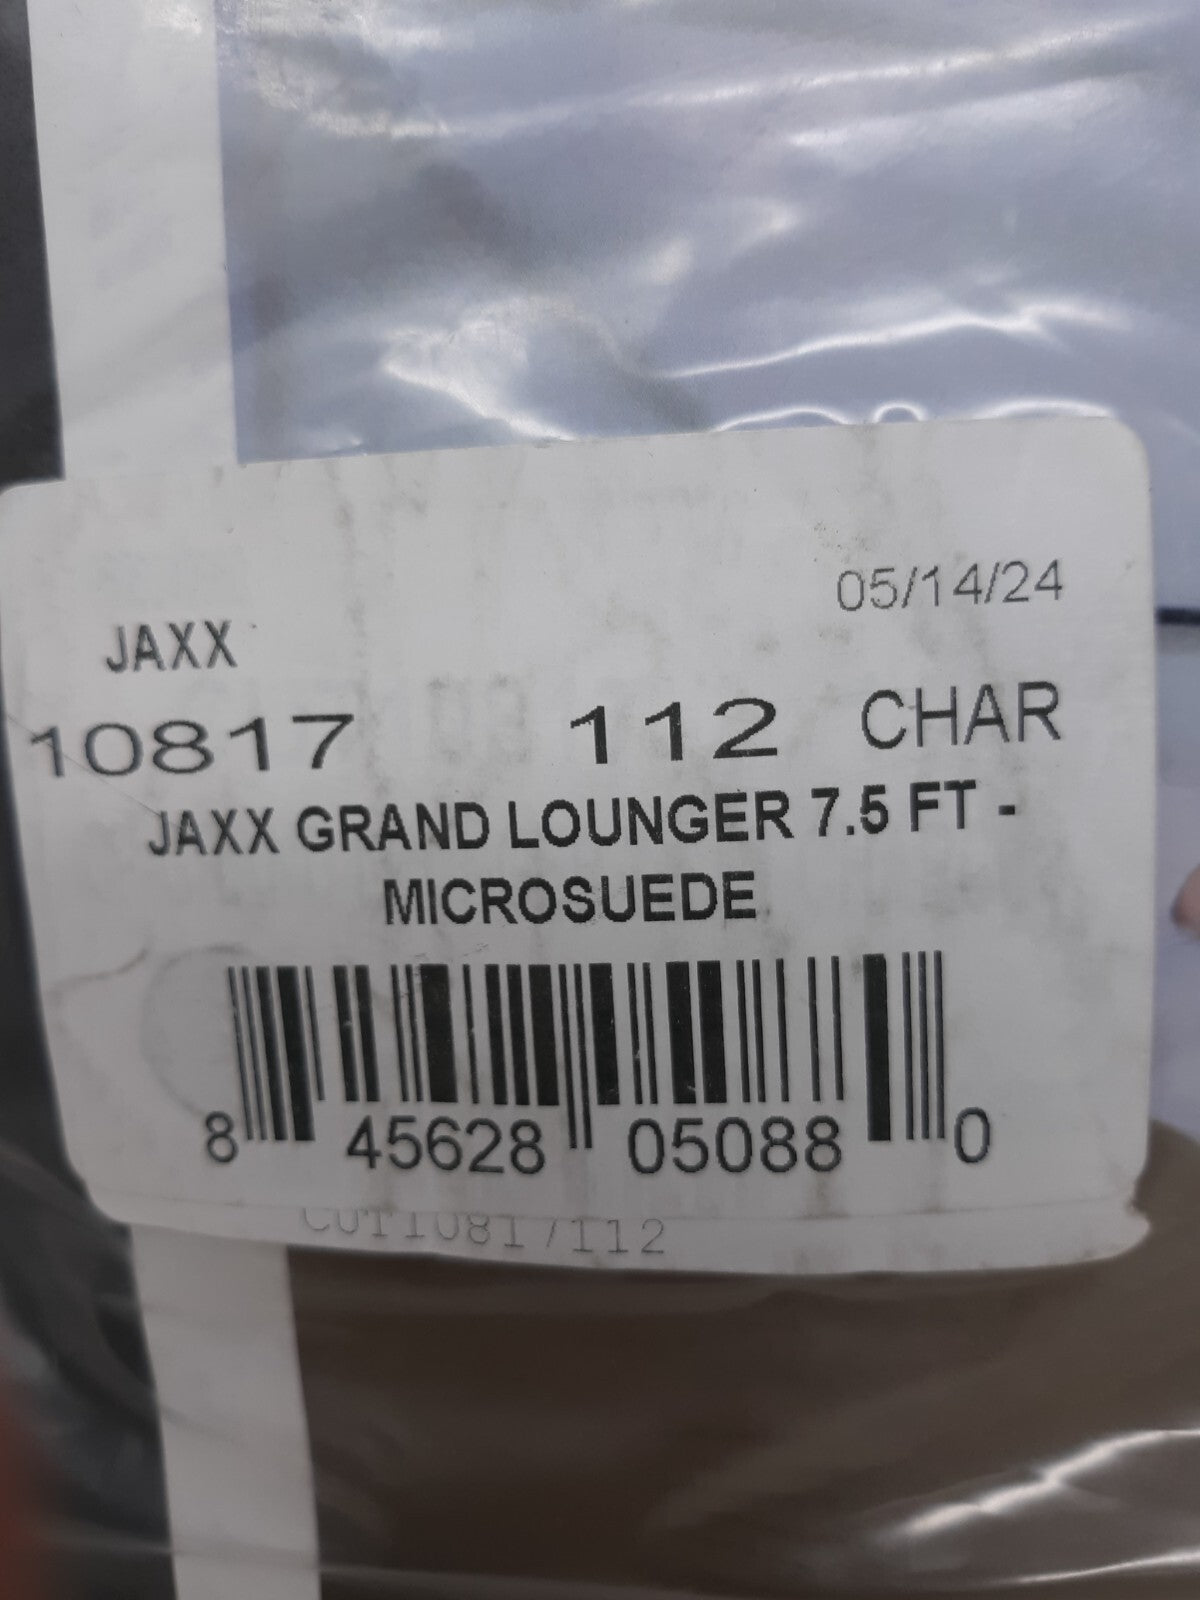 05/14/24
JAXX
10817 112 CHAR
JAXX GRAND LOUNGER 7.5 FT -
MICROSUEDE
8 45628 05088 0